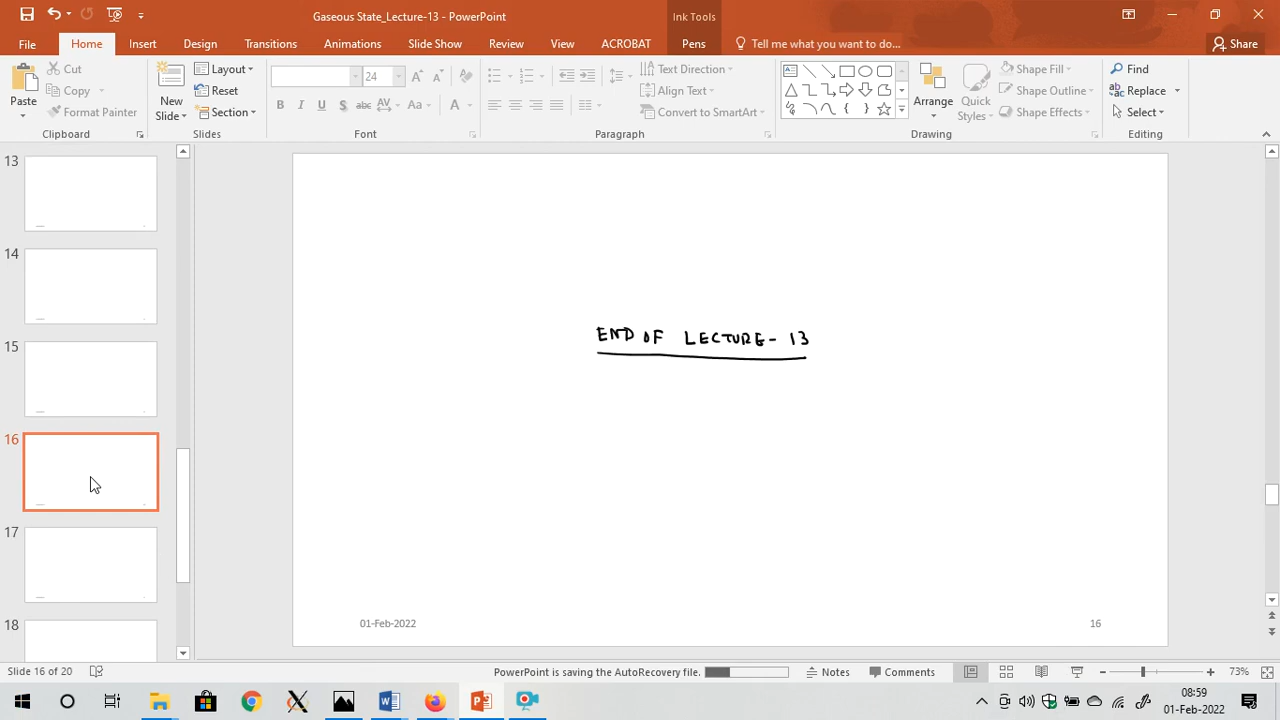 Gaseous State_Lecture-13 - PowerPoint
Ink Tools
File Home Insert Design Transitions Animations Slide Show Review View ACROBAT Pens Tell me what you want to do... Share
Paste
Cut
Copy
Format Painter
Clipboard
New Slide
Layout
Reset
Section
Slides
24
B I U S abc AV Aa A
Font
Text Direction
Align Text
Convert to SmartArt
Paragraph
Arrange
Quick Styles
Shape Fill
Shape Outline
Shape Effects
Drawing
Find
Replace
Select
Editing
13
14
15
16
17
18
END OF LECTURE - 13
01-Feb-2022
16
Slide 16 of 20
PowerPoint is saving the AutoRecovery file.
Notes
Comments
73%
08:59
01-Feb-2022